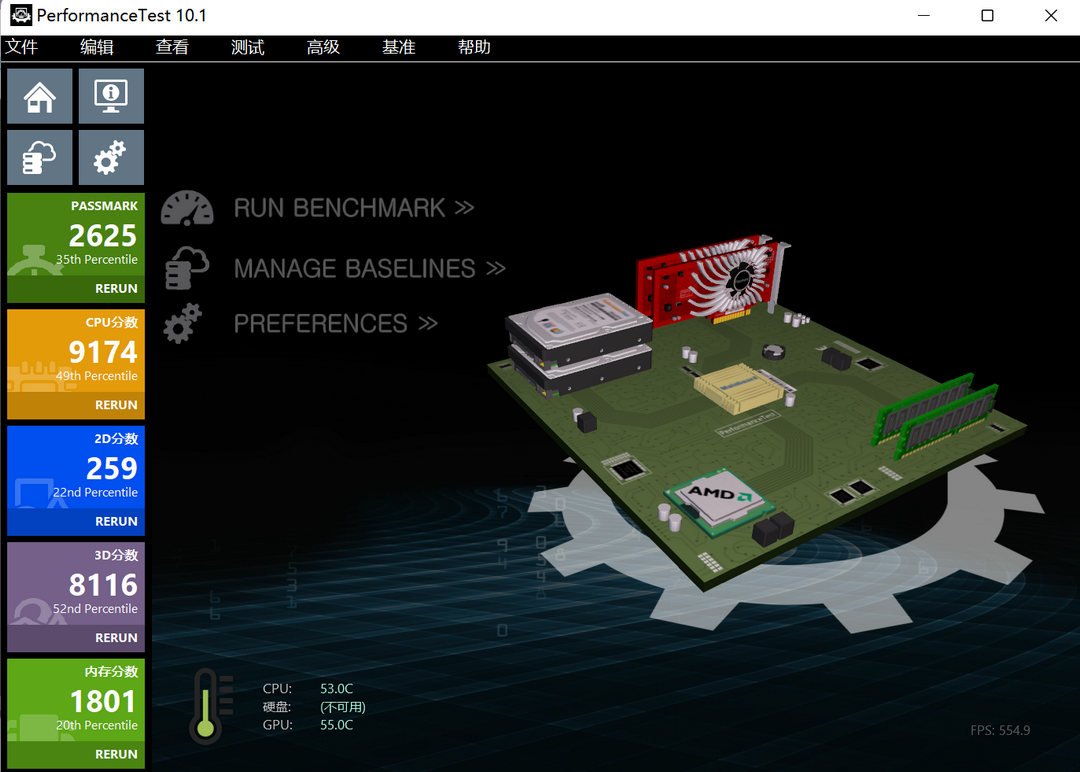 PerformanceTest 10.1
文件 编辑 查看 测试 高级 基准 帮助
PASSMARK
2625
35th Percentile
RERUN
CPU分数
9174
49th Percentile
RERUN
2D分数
259
22nd Percentile
RERUN
3D分数
8116
52nd Percentile
RERUN
内存分数
1801
20th Percentile
RERUN
RUN BENCHMARK >>
MANAGE BASELINES >>
PREFERENCES >>
PerformanceTest
AMD
CPU: 53.0C
硬盘: (不可用)
GPU: 55.0C
FPS: 554.9